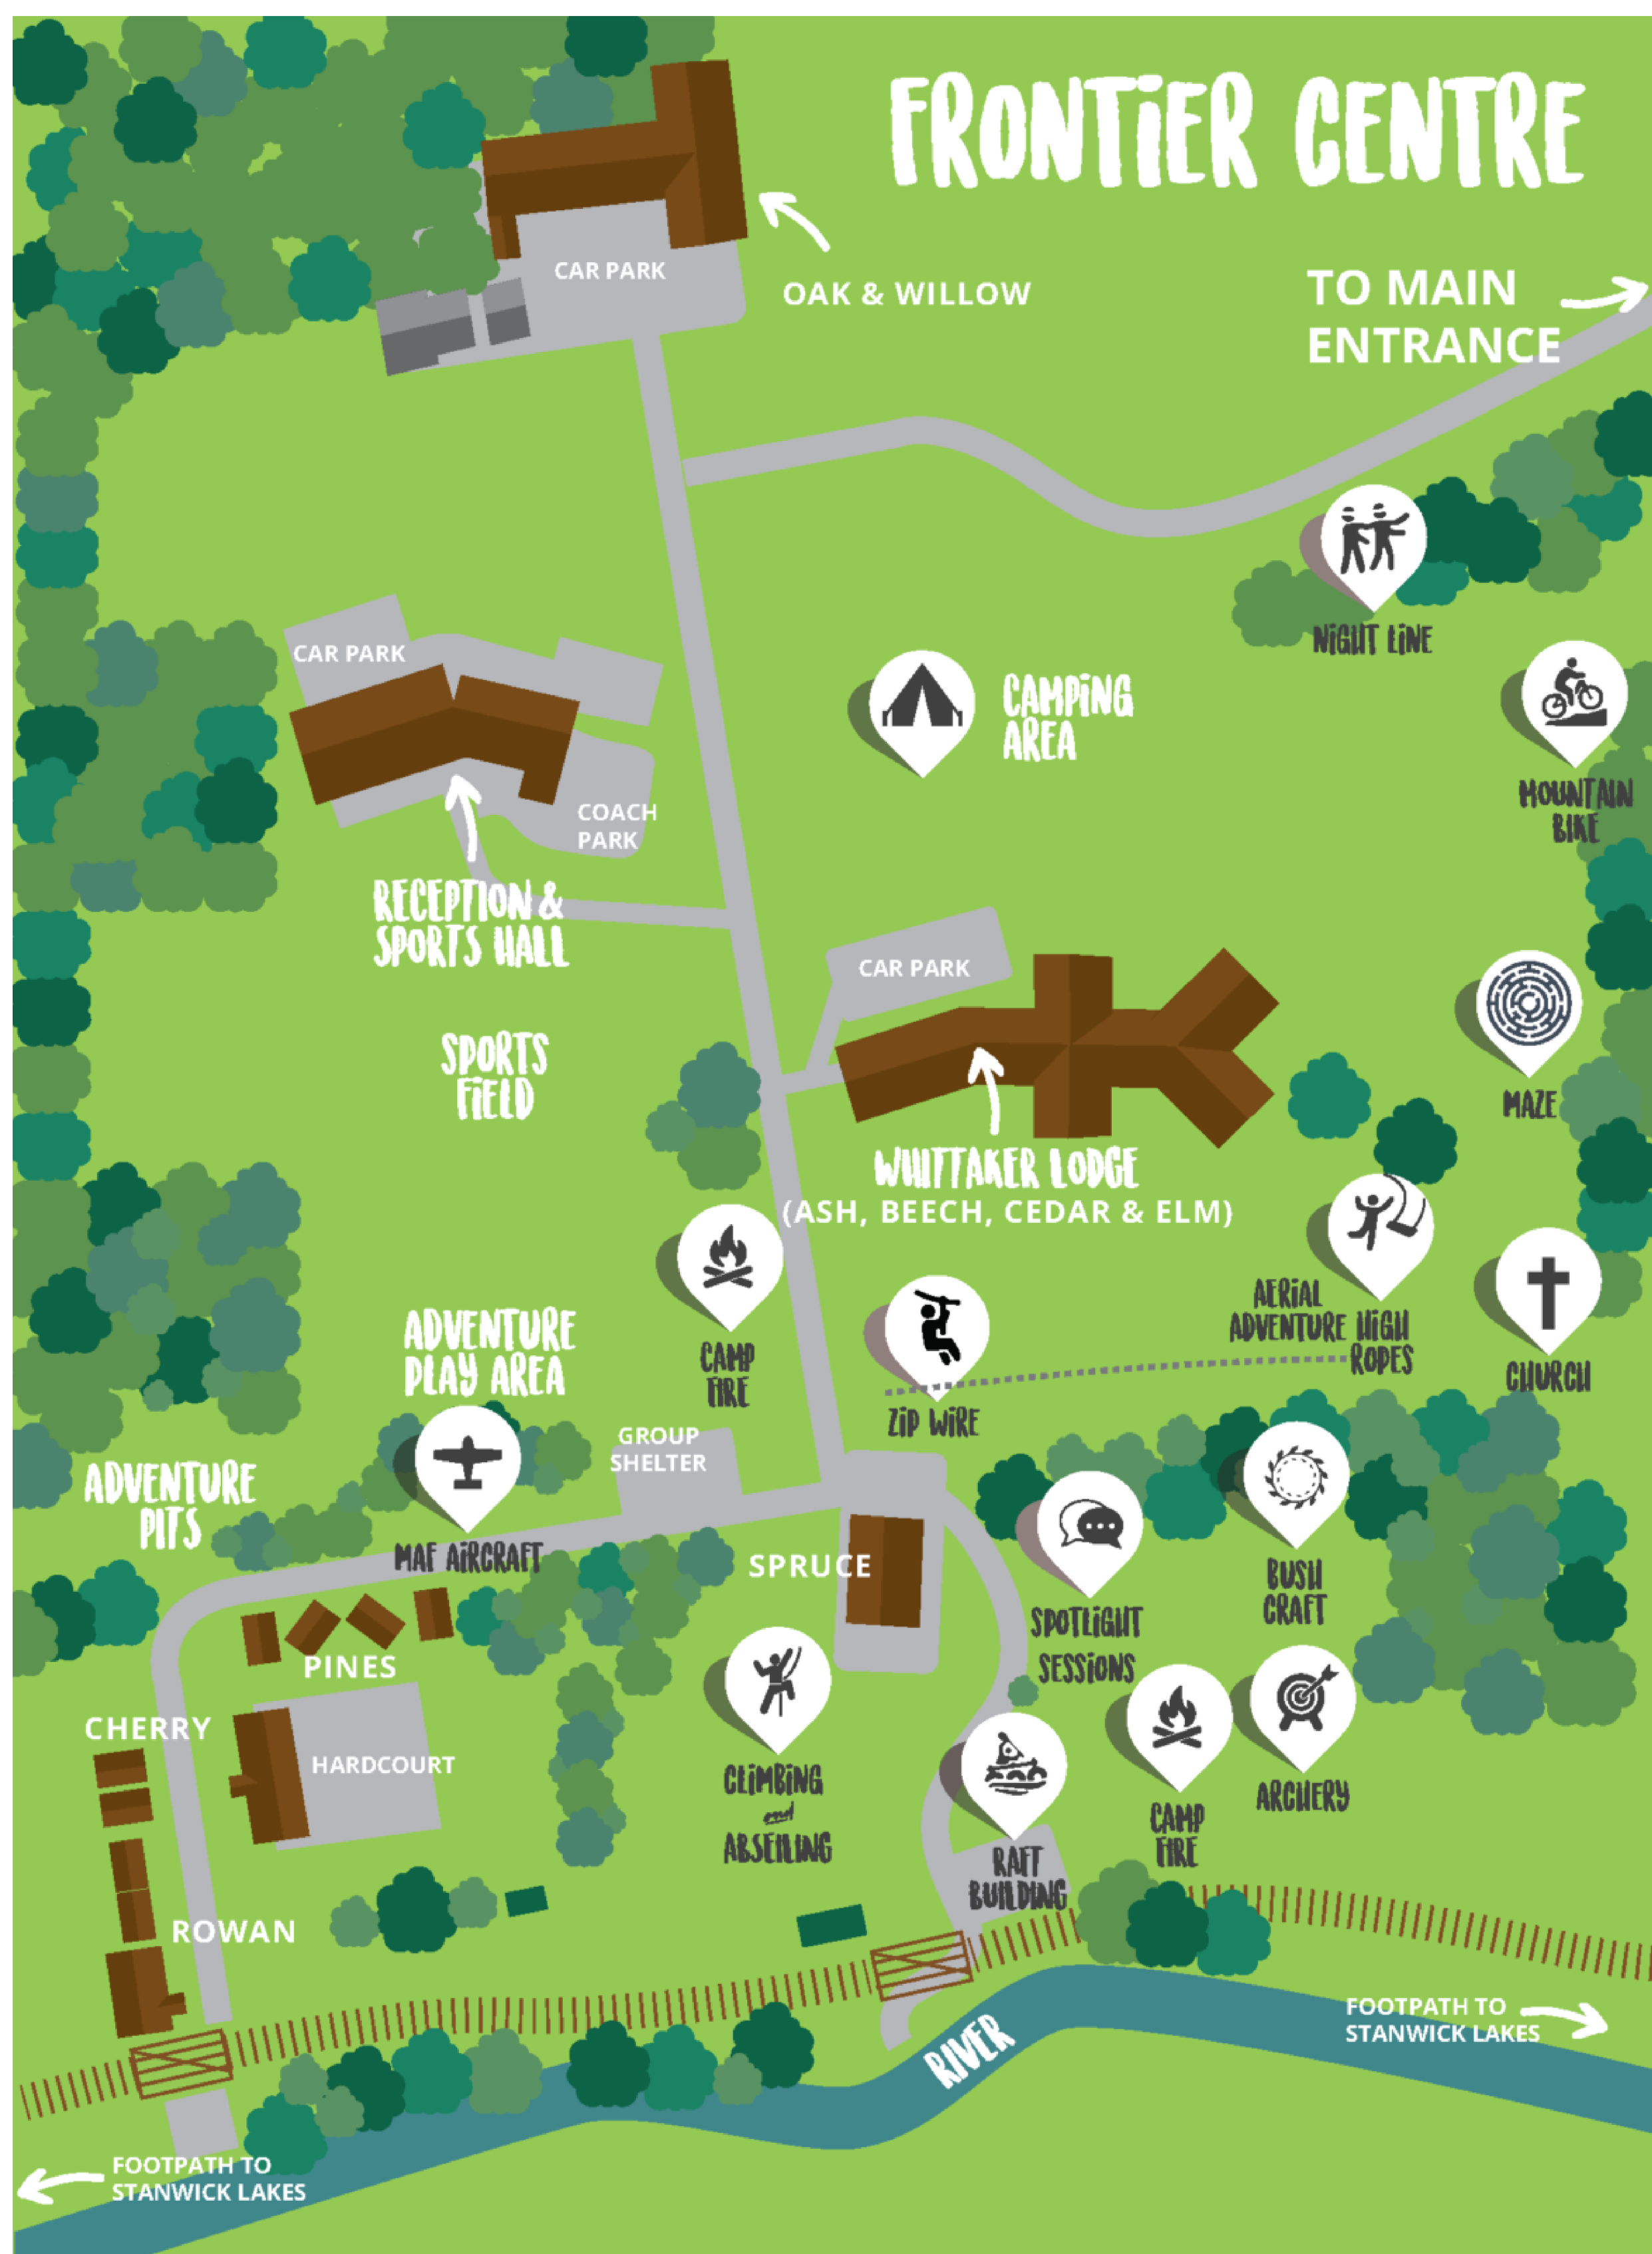 FRONTiER CENTRE
CAR PARK
OAK & WILLOW
TO MAIN
ENTRANCE
NiGHT LiNE
CAR PARK
CAMPiNG
AREA
MOUNTAIN
BIKE
COACH
PARK
RECEPTION &
SPORTS HALL
CAR PARK
SPORTS
FiELD
MAZE
WHITTAKER LODGE
(ASH, BEECH, CEDAR & ELM)
AERiAL
ADVENTURE HiGH
ROPES
CHURCH
ADVENTURE
PLAY AREA
CAMP
FIRE
ZiP WiRE
GROUP
SHELTER
ADVENTURE
PiTS
MAF AiRCRAFT
SPRUCE
BUSH
CRAFT
SPOTLiGHT
SESSiONS
PINES
CHERRY
HARDCOURT
CLiMBiNG
and
ABSEILING
ARCHERY
CAMP
FIRE
RAFT
BUILDING
ROWAN
RIVER
FOOTPATH TO
STANWICK LAKES
FOOTPATH TO
STANWICK LAKES